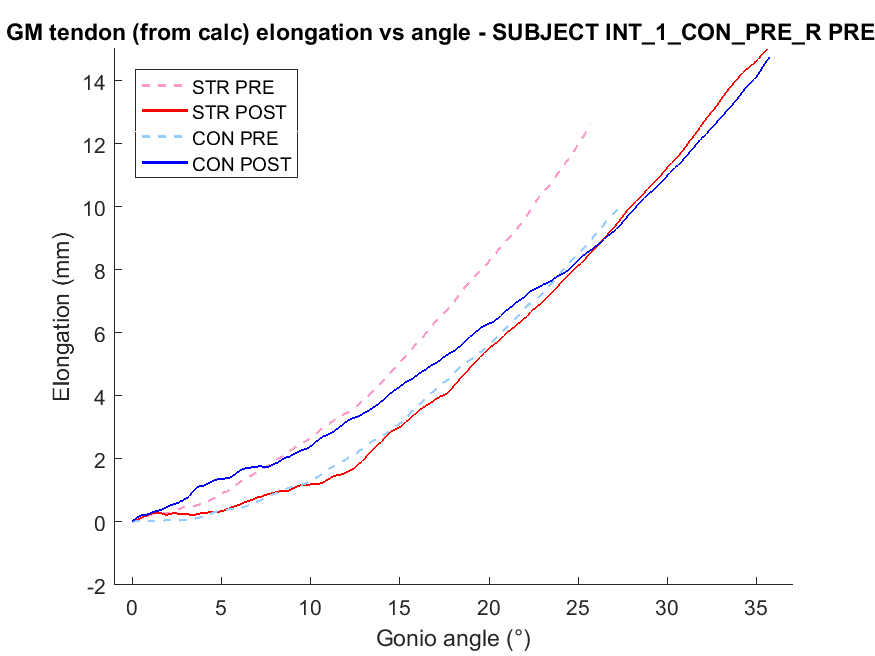 GM tendon (from calc) elongation vs angle - SUBJECT INT_1_CON_PRE_R PRE
STR PRE
STR POST
CON PRE
CON POST
14
12
10
8
6
4
2
0
-2
Elongation (mm)
0 5 10 15 20 25 30 35
Gonio angle (°)